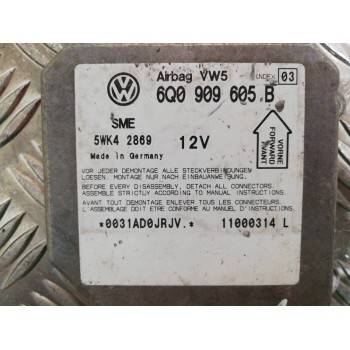 Airbag VW5 INDEX 03
6Q0 909 605 B
SME
5WK4 2869 12V
Made in Germany
VORNE
FORWARD
AVANT
VOR JEDER DEMONTAGE ALLE STECKVERBINDUNGEN
LOESEN. MONTAGE NUR NACH EINBAUANWEISUNG.
BEFORE EVERY DISASSEMBLY, DETACH ALL CONNECTORS.
ASSEMBLE STRICTLY ACCORDING TO MANUAL INSTRUCTIONS.
AVANT TOUT DEMONTAGE ENLEVER TOUS LES CONNECTEURS.
L'ASSEMBLAGE DOIT ETRE CONFORME AU MANUEL D'INSTRUCTIONS.
*0031AD0JRJV.* 11000314 L